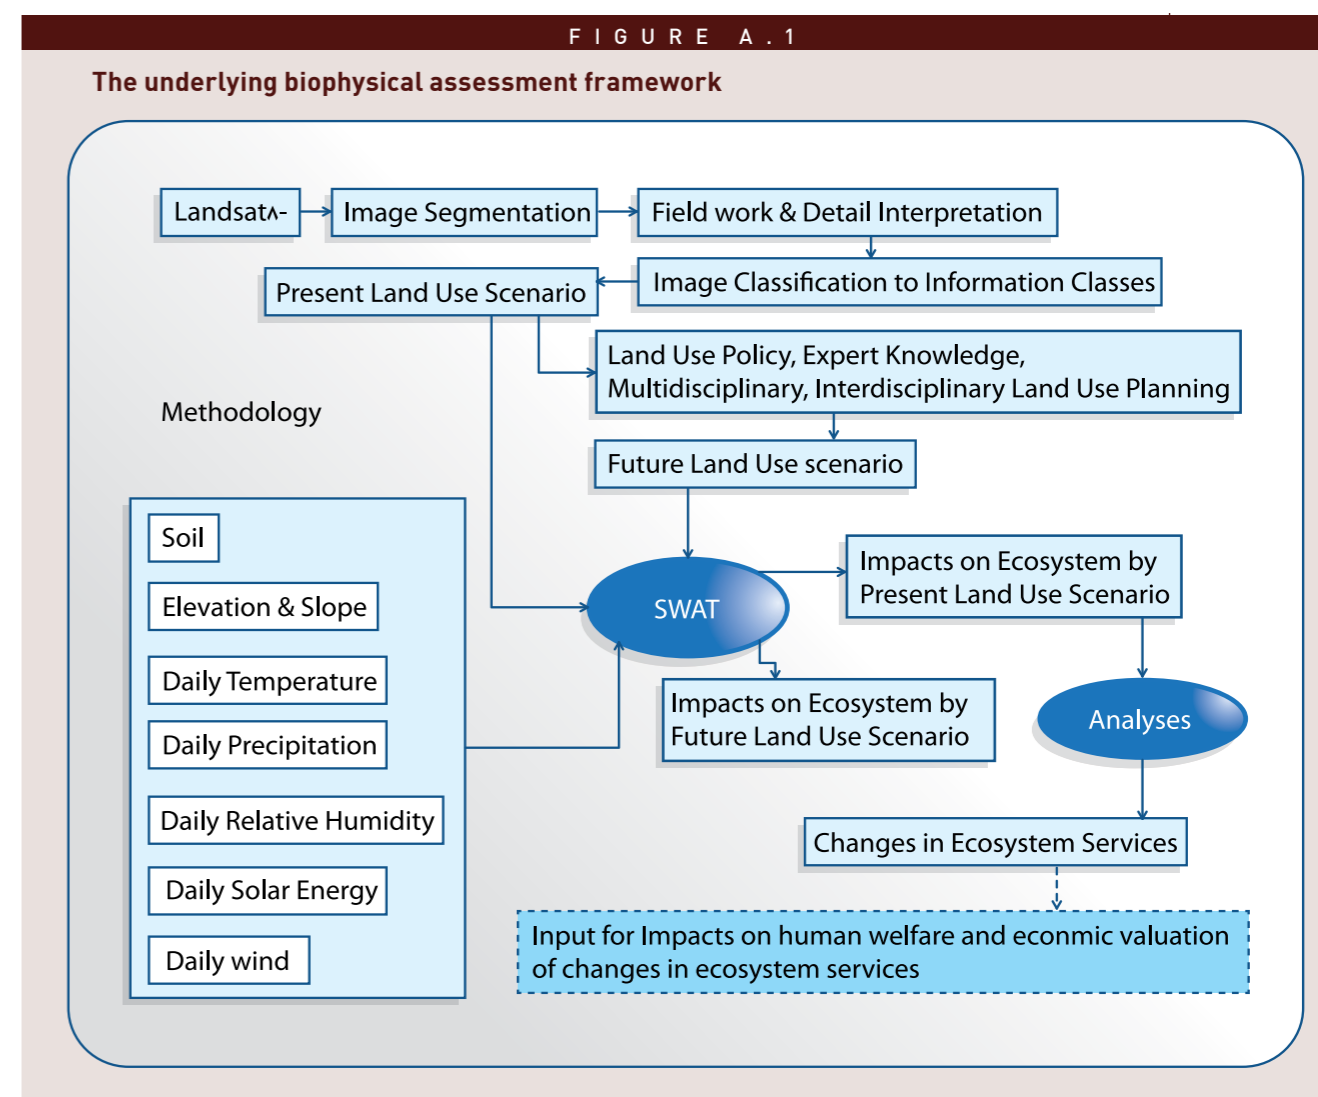 FIGURE A.1
The underlying biophysical assessment framework
Landsatʌ-
Image Segmentation
Field work & Detail Interpretation
Image Classification to Information Classes
Present Land Use Scenario
Land Use Policy, Expert Knowledge,
Multidisciplinary, Interdisciplinary Land Use Planning
Methodology
Future Land Use scenario
Soil
Elevation & Slope
Daily Temperature
Daily Precipitation
Daily Relative Humidity
Daily Solar Energy
Daily wind
SWAT
Impacts on Ecosystem by
Present Land Use Scenario
Impacts on Ecosystem by
Future Land Use Scenario
Analyses
Changes in Ecosystem Services
Input for Impacts on human welfare and econmic valuation
of changes in ecosystem services